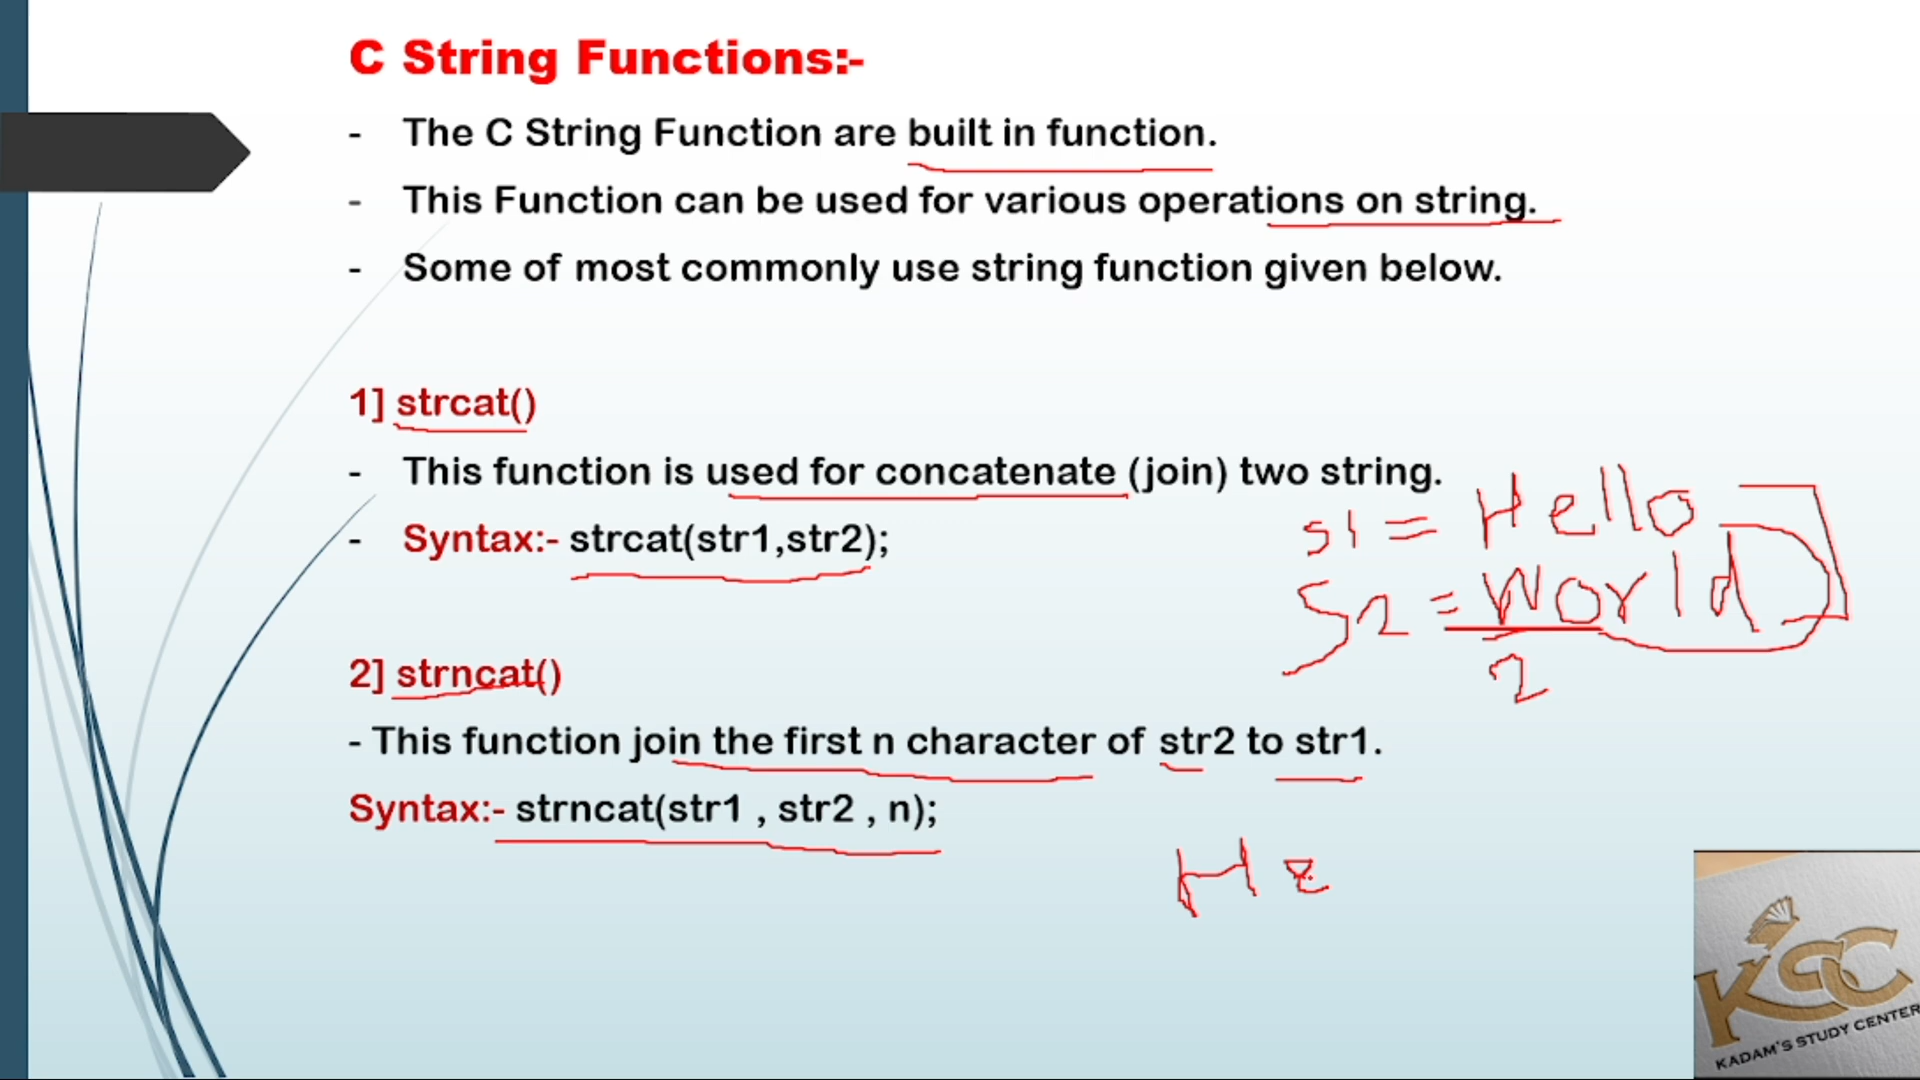 C String Functions:-
- The C String Function are built in function.
- This Function can be used for various operations on string.
- Some of most commonly use string function given below.
1] strcat()
- This function is used for concatenate (join) two string.
- Syntax:- strcat(str1,str2);
S1 = Hello
S2 = World
2
2] strncat()
- This function join the first n character of str2 to str1.
Syntax:- strncat(str1 , str2 , n);
He
KSC
KADAM'S STUDY CENTER